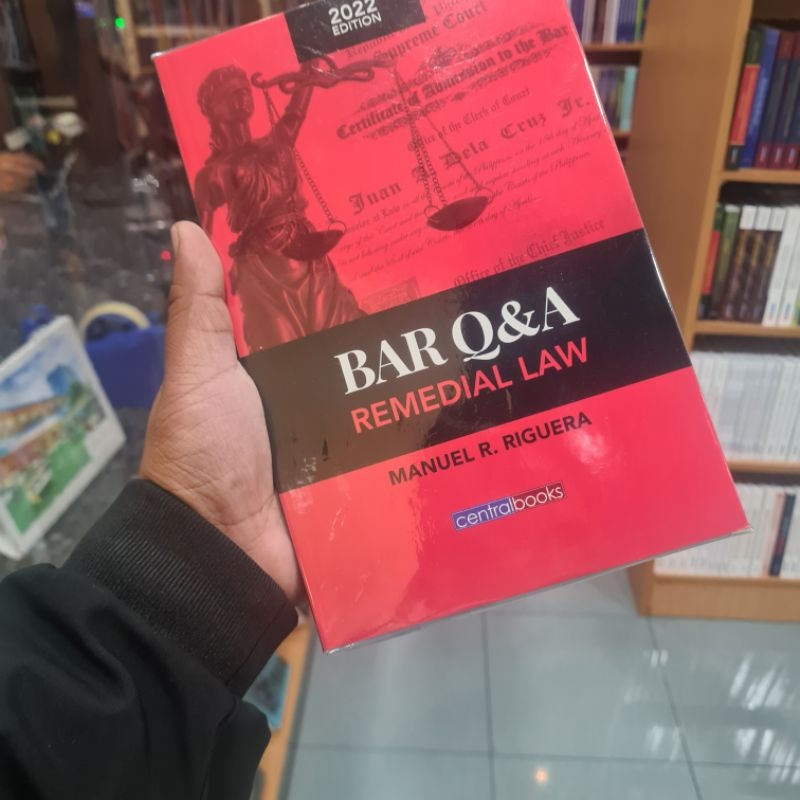 2022
EDITION
Supreme Court
Certificate of Admission to the Bar
Office of the Clerk of Court
Juan Dela Cruz Jr.
Office of the Chief Justice
BAR Q&A
REMEDIAL LAW
MANUEL R. RIGUERA
centralbooks